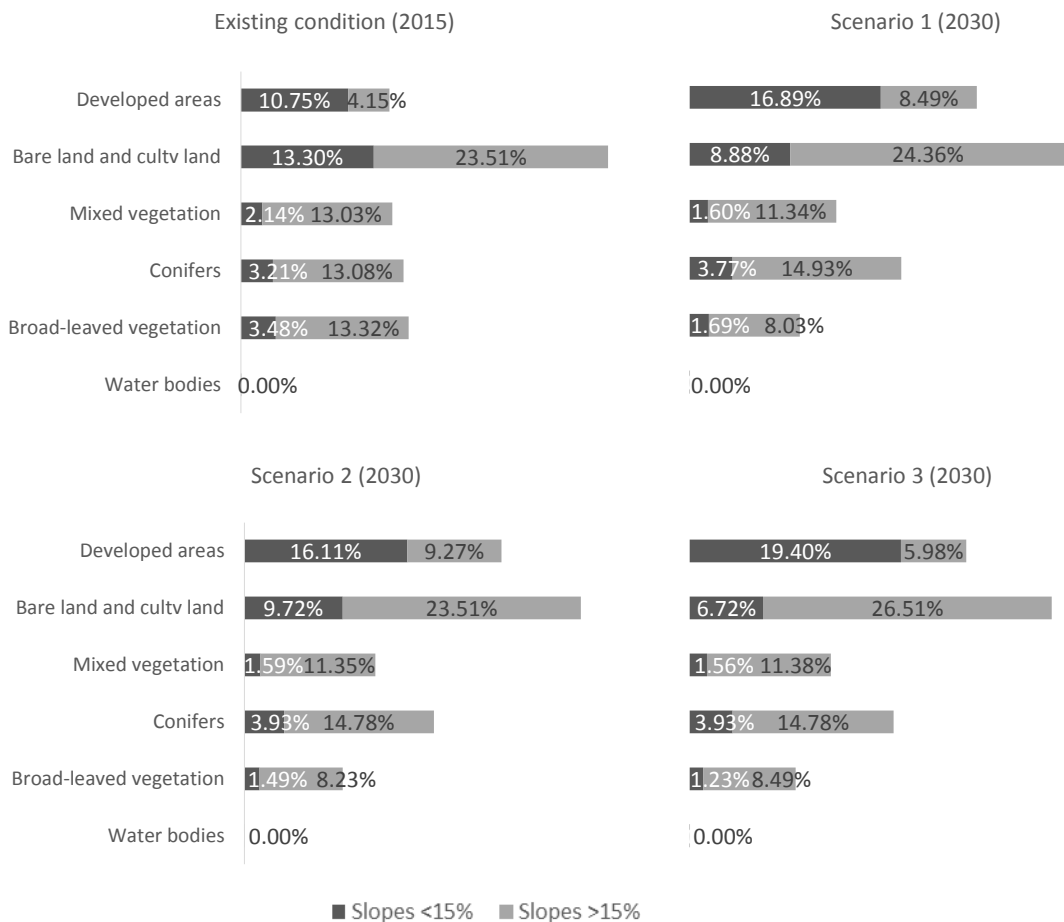 Existing condition (2015)
Developed areas 10.75% 4.15%
Bare land and cultv land 13.30% 23.51%
Mixed vegetation 2.14% 13.03%
Conifers 3.21% 13.08%
Broad-leaved vegetation 3.48% 13.32%
Water bodies 0.00%
Scenario 1 (2030)
16.89% 8.49%
8.88% 24.36%
1.60% 11.34%
3.77% 14.93%
1.69% 8.03%
0.00%
Scenario 2 (2030)
Developed areas 16.11% 9.27%
Bare land and cultv land 9.72% 23.51%
Mixed vegetation 1.59% 11.35%
Conifers 3.93% 14.78%
Broad-leaved vegetation 1.49% 8.23%
Water bodies 0.00%
Scenario 3 (2030)
19.40% 5.98%
6.72% 26.51%
1.56% 11.38%
3.93% 14.78%
1.23% 8.49%
0.00%
Slopes <15% Slopes >15%